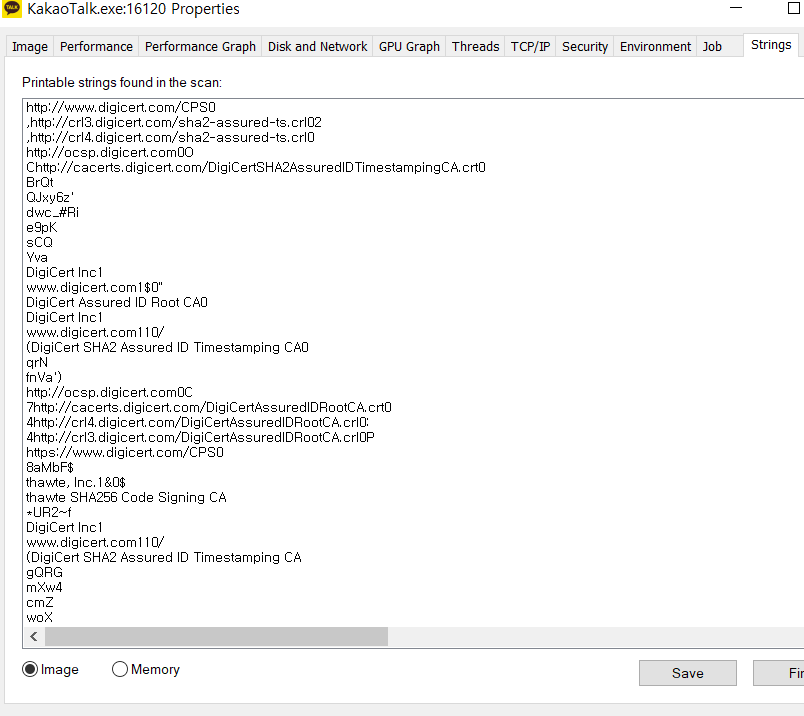 TALK
KakaoTalk.exe:16120 Properties
Image Performance Performance Graph Disk and Network GPU Graph Threads TCP/IP Security Environment Job Strings
Printable strings found in the scan:
http://www.digicert.com/CPS0
,http://crl3.digicert.com/sha2-assured-ts.crl02
,http://crl4.digicert.com/sha2-assured-ts.crl0
http://ocsp.digicert.com0O
Chttp://cacerts.digicert.com/DigiCertSHA2AssuredIDTimestampingCA.crt0
BrQt
QJxy6z'
dwc_#Ri
e9pK
sCQ
Yva
DigiCert Inc1
www.digicert.com1$0"
DigiCert Assured ID Root CA0
DigiCert Inc1
www.digicert.com110/
(DigiCert SHA2 Assured ID Timestamping CA0
qrN
fnVa')
http://ocsp.digicert.com0C
7http://cacerts.digicert.com/DigiCertAssuredIDRootCA.crt0
4http://crl4.digicert.com/DigiCertAssuredIDRootCA.crl0:
4http://crl3.digicert.com/DigiCertAssuredIDRootCA.crl0P
https://www.digicert.com/CPS0
8aMbF$
thawte, Inc.1&0$
thawte SHA256 Code Signing CA
*UR2~f
DigiCert Inc1
www.digicert.com110/
(DigiCert SHA2 Assured ID Timestamping CA
gQRG
mXw4
cmZ
woX
Image Memory Save Fi